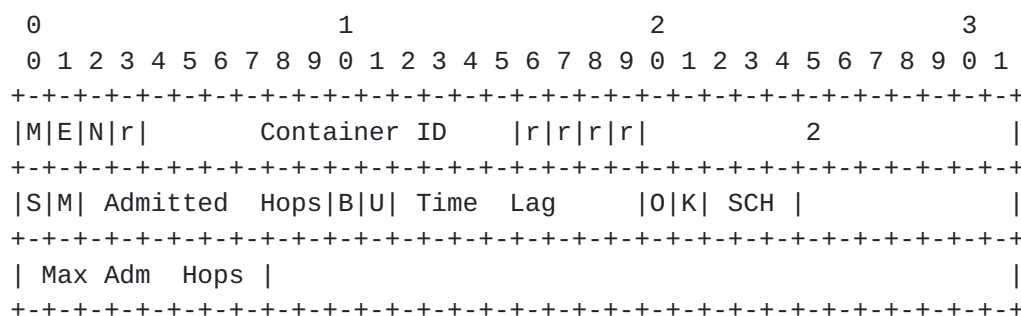 0                   1                   2                   3
 0 1 2 3 4 5 6 7 8 9 0 1 2 3 4 5 6 7 8 9 0 1 2 3 4 5 6 7 8 9 0 1
+-+-+-+-+-+-+-+-+-+-+-+-+-+-+-+-+-+-+-+-+-+-+-+-+-+-+-+-+-+-+-+-+
|M|E|N|r|       Container ID    |r|r|r|r|          2            |
+-+-+-+-+-+-+-+-+-+-+-+-+-+-+-+-+-+-+-+-+-+-+-+-+-+-+-+-+-+-+-+-+
|S|M| Admitted  Hops|B|U| Time  Lag     |O|K| SCH |             |
+-+-+-+-+-+-+-+-+-+-+-+-+-+-+-+-+-+-+-+-+-+-+-+-+-+-+-+-+-+-+-+-+
| Max Adm  Hops |                                               |
+-+-+-+-+-+-+-+-+-+-+-+-+-+-+-+-+-+-+-+-+-+-+-+-+-+-+-+-+-+-+-+-+